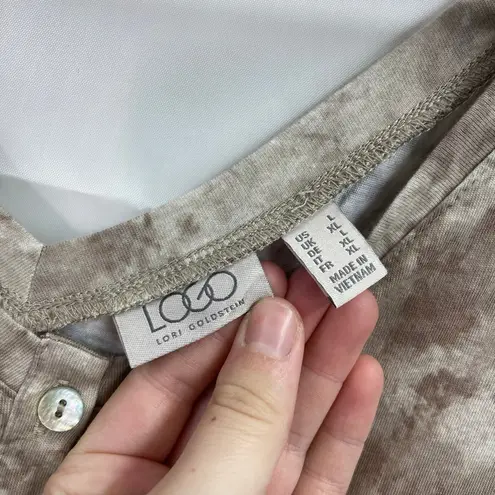 LOGO
LORI GOLDSTEIN
US L
UK XL
DE L
IT XL
FR XL
MADE IN
VIETNAM